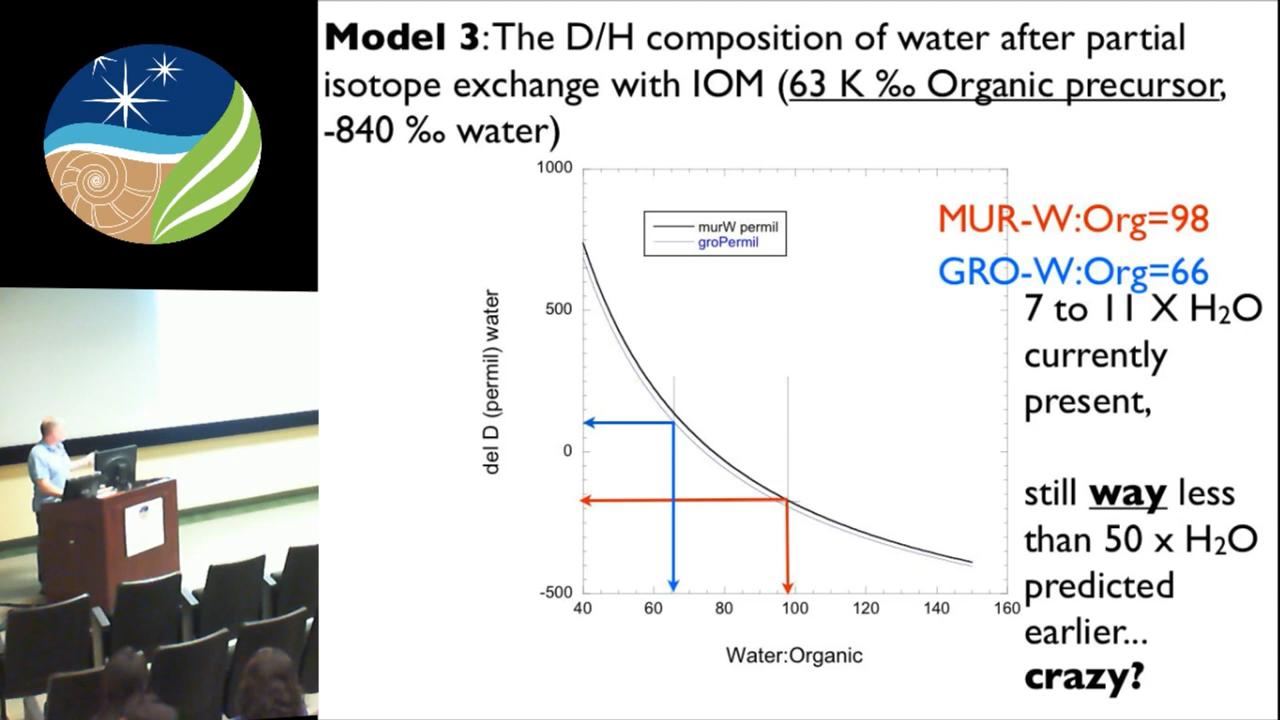 Model 3:The D/H composition of water after partial
isotope exchange with IOM (63 K ‰ Organic precursor,
-840 ‰ water)
1000
500
0
-500
del D (permil) water
murW permil
groPermil
40 60 80 100 120 140 160
Water:Organic
MUR-W:Org=98
GRO-W:Org=66
7 to 11 X H₂O
currently
present,
still way less
than 50 x H₂O
predicted
earlier...
crazy?